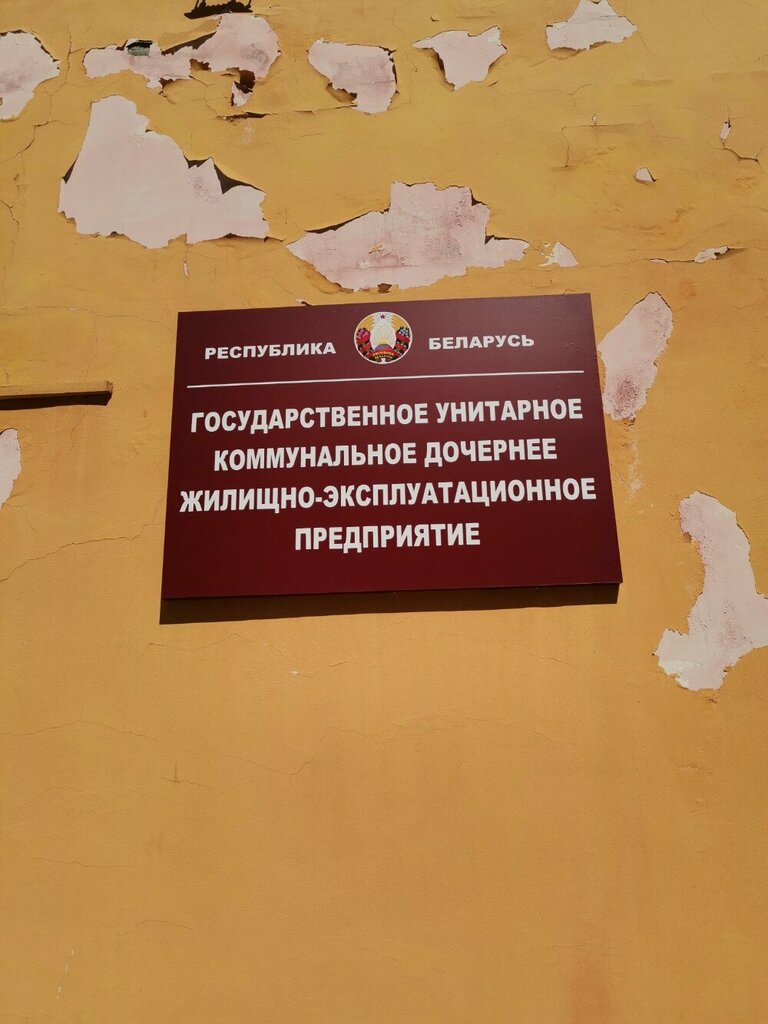 РЕСПУБЛИКА БЕЛАРУСЬ
ГОСУДАРСТВЕННОЕ УНИТАРНОЕ
КОММУНАЛЬНОЕ ДОЧЕРНЕЕ
ЖИЛИЩНО-ЭКСПЛУАТАЦИОННОЕ
ПРЕДПРИЯТИЕ